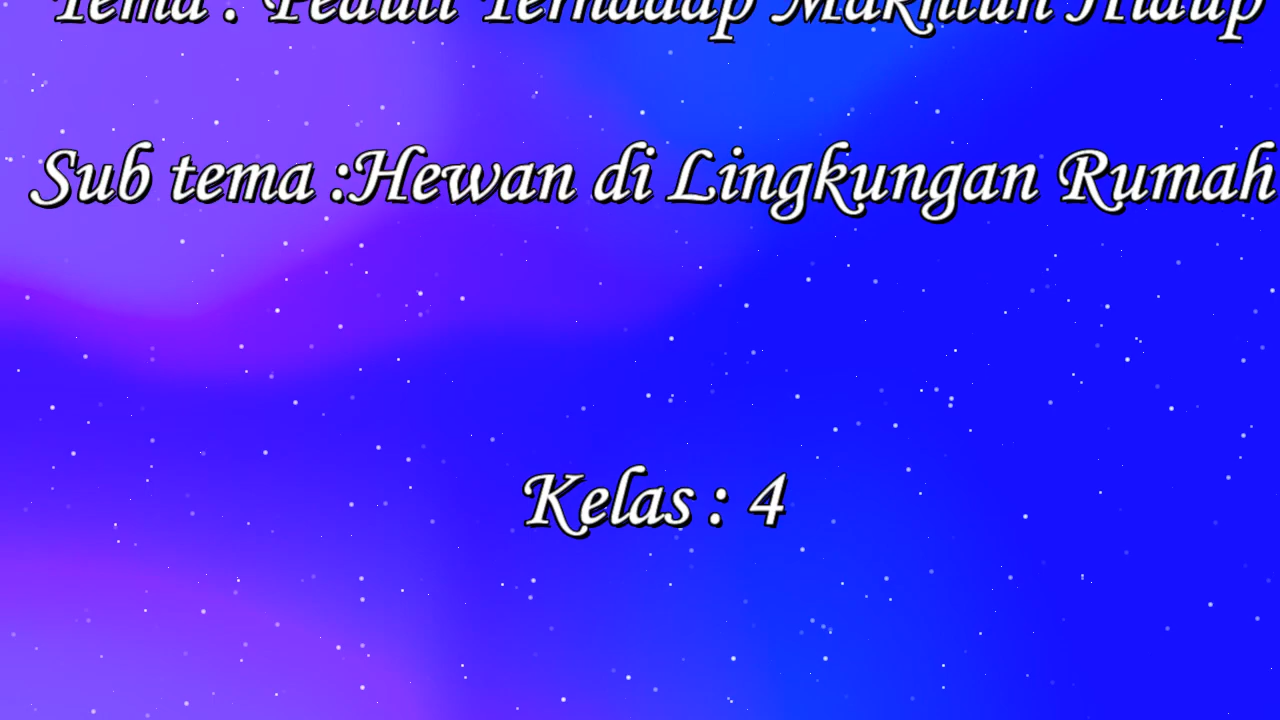 Tema : Peduli Terhadap Makhluk Hidup
Sub tema :Hewan di Lingkungan Rumah
Kelas : 4